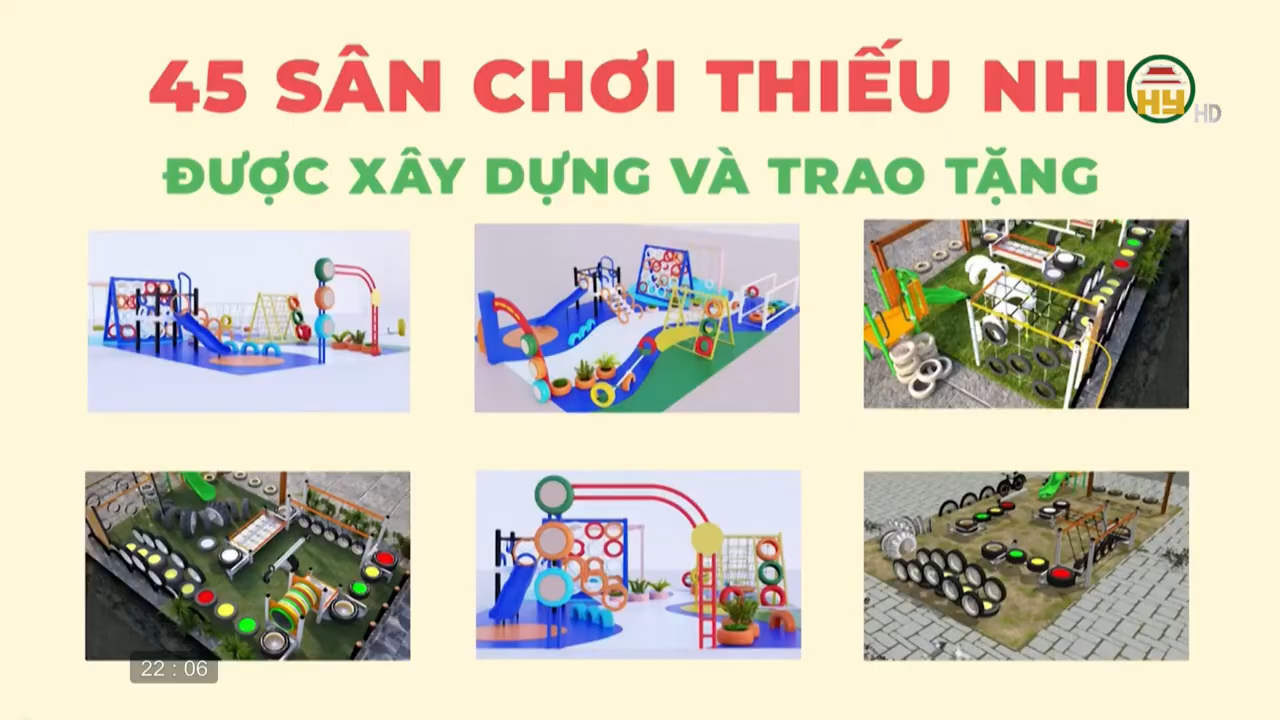 45 SÂN CHƠI THIẾU NHI
HY HD
ĐƯỢC XÂY DỰNG VÀ TRAO TẶNG
22 : 06